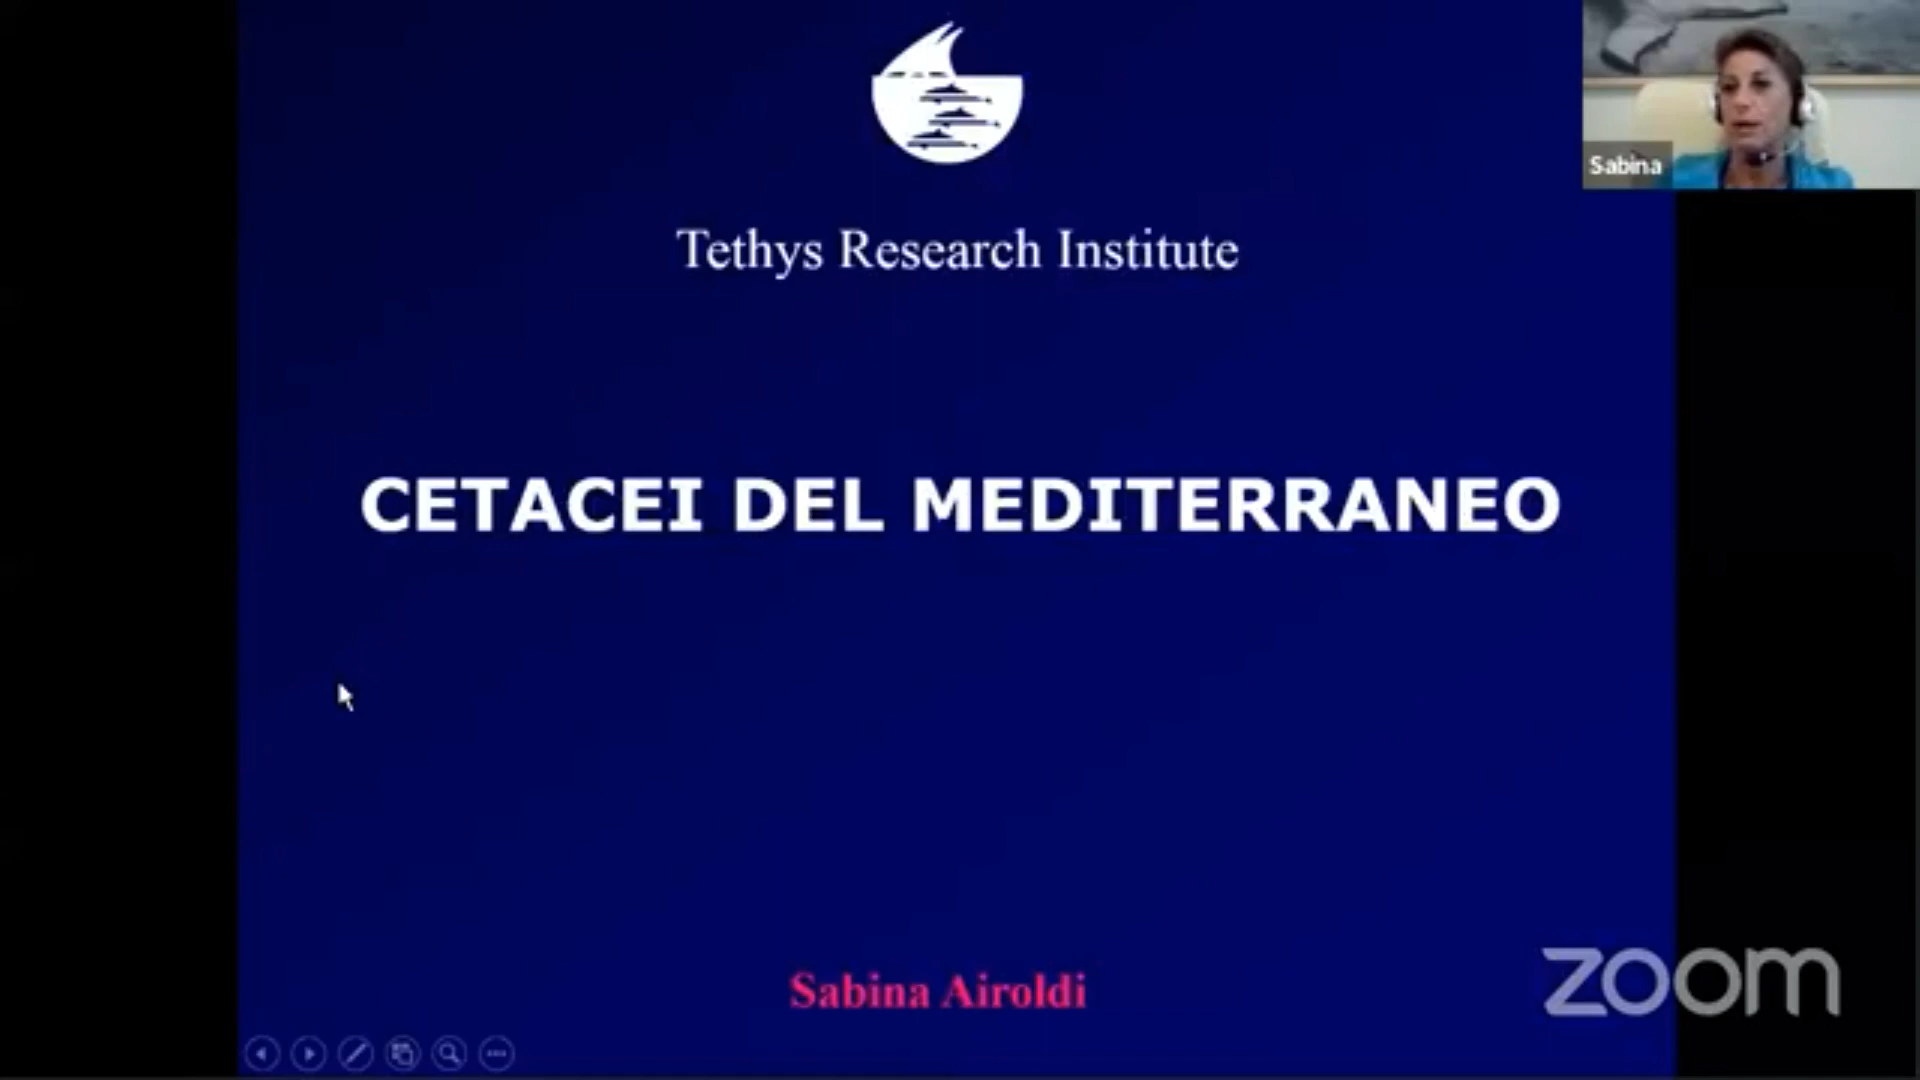 Sabina
Tethys Research Institute
CETACEI DEL MEDITERRANEO
Sabina Airoldi
zoom